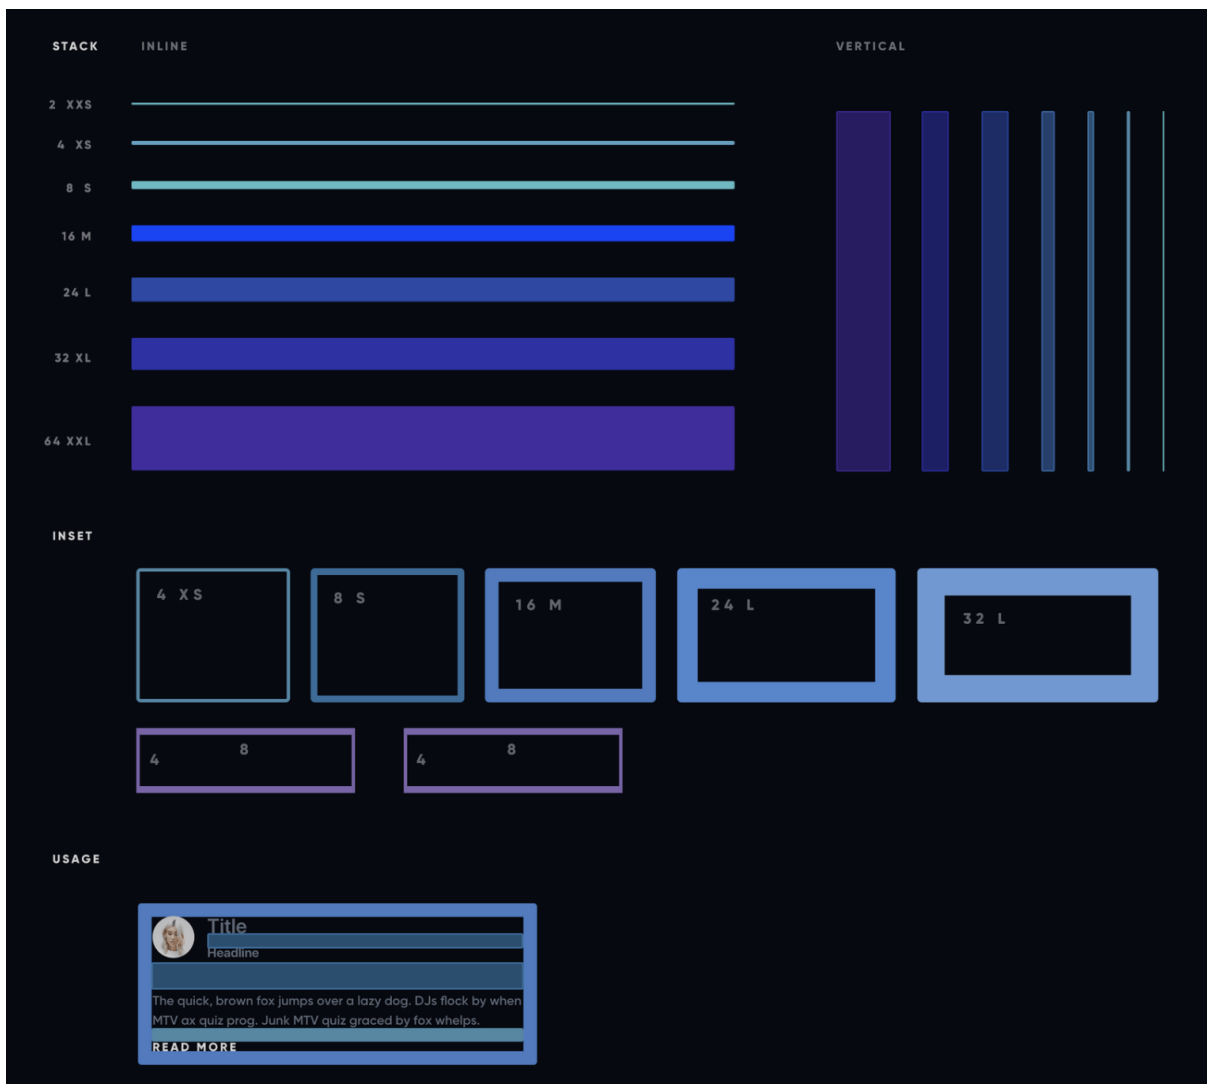 STACK INLINE VERTICAL
2 XXS
4 XS
8 S
16 M
24 L
32 XL
64 XXL
INSET
4 XS
8 S
16 M
24 L
32 L
4 8
4 8
USAGE
Title
Headline
The quick, brown fox jumps over a lazy dog. DJs flock by when
MTV ax quiz prog. Junk MTV quiz graced by fox whelps.
READ MORE